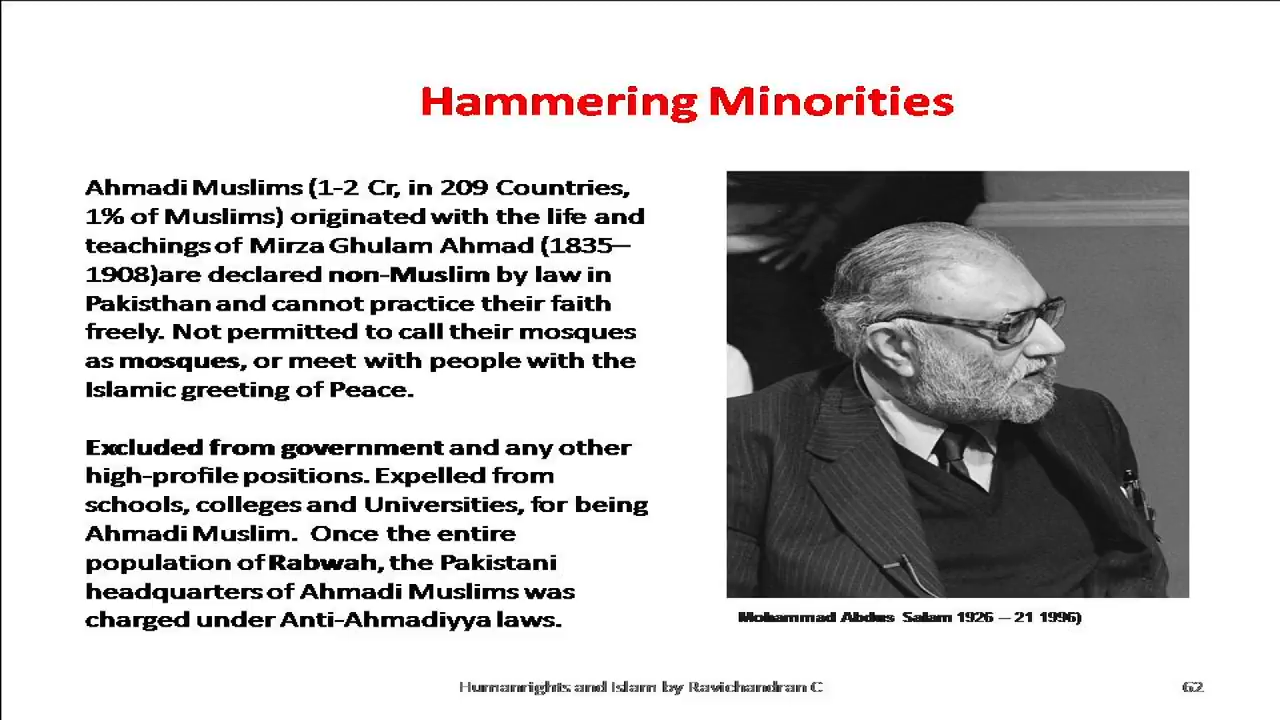 Hammering Minorities
Ahmadi Muslims (1-2 Cr, in 209 Countries,
1% of Muslims) originated with the life and
teachings of Mirza Ghulam Ahmad (1835–
1908)are declared non-Muslim by law in
Pakisthan and cannot practice their faith
freely. Not permitted to call their mosques
as mosques, or meet with people with the
Islamic greeting of Peace.
Excluded from government and any other
high-profile positions. Expelled from
schools, colleges and Universities, for being
Ahmadi Muslim. Once the entire
population of Rabwah, the Pakistani
headquarters of Ahmadi Muslims was
charged under Anti-Ahmadiyya laws.
Mohammad Abdus Salam 1926 – 21 1996)
Humanrights and Islam by Ravichandran C
62